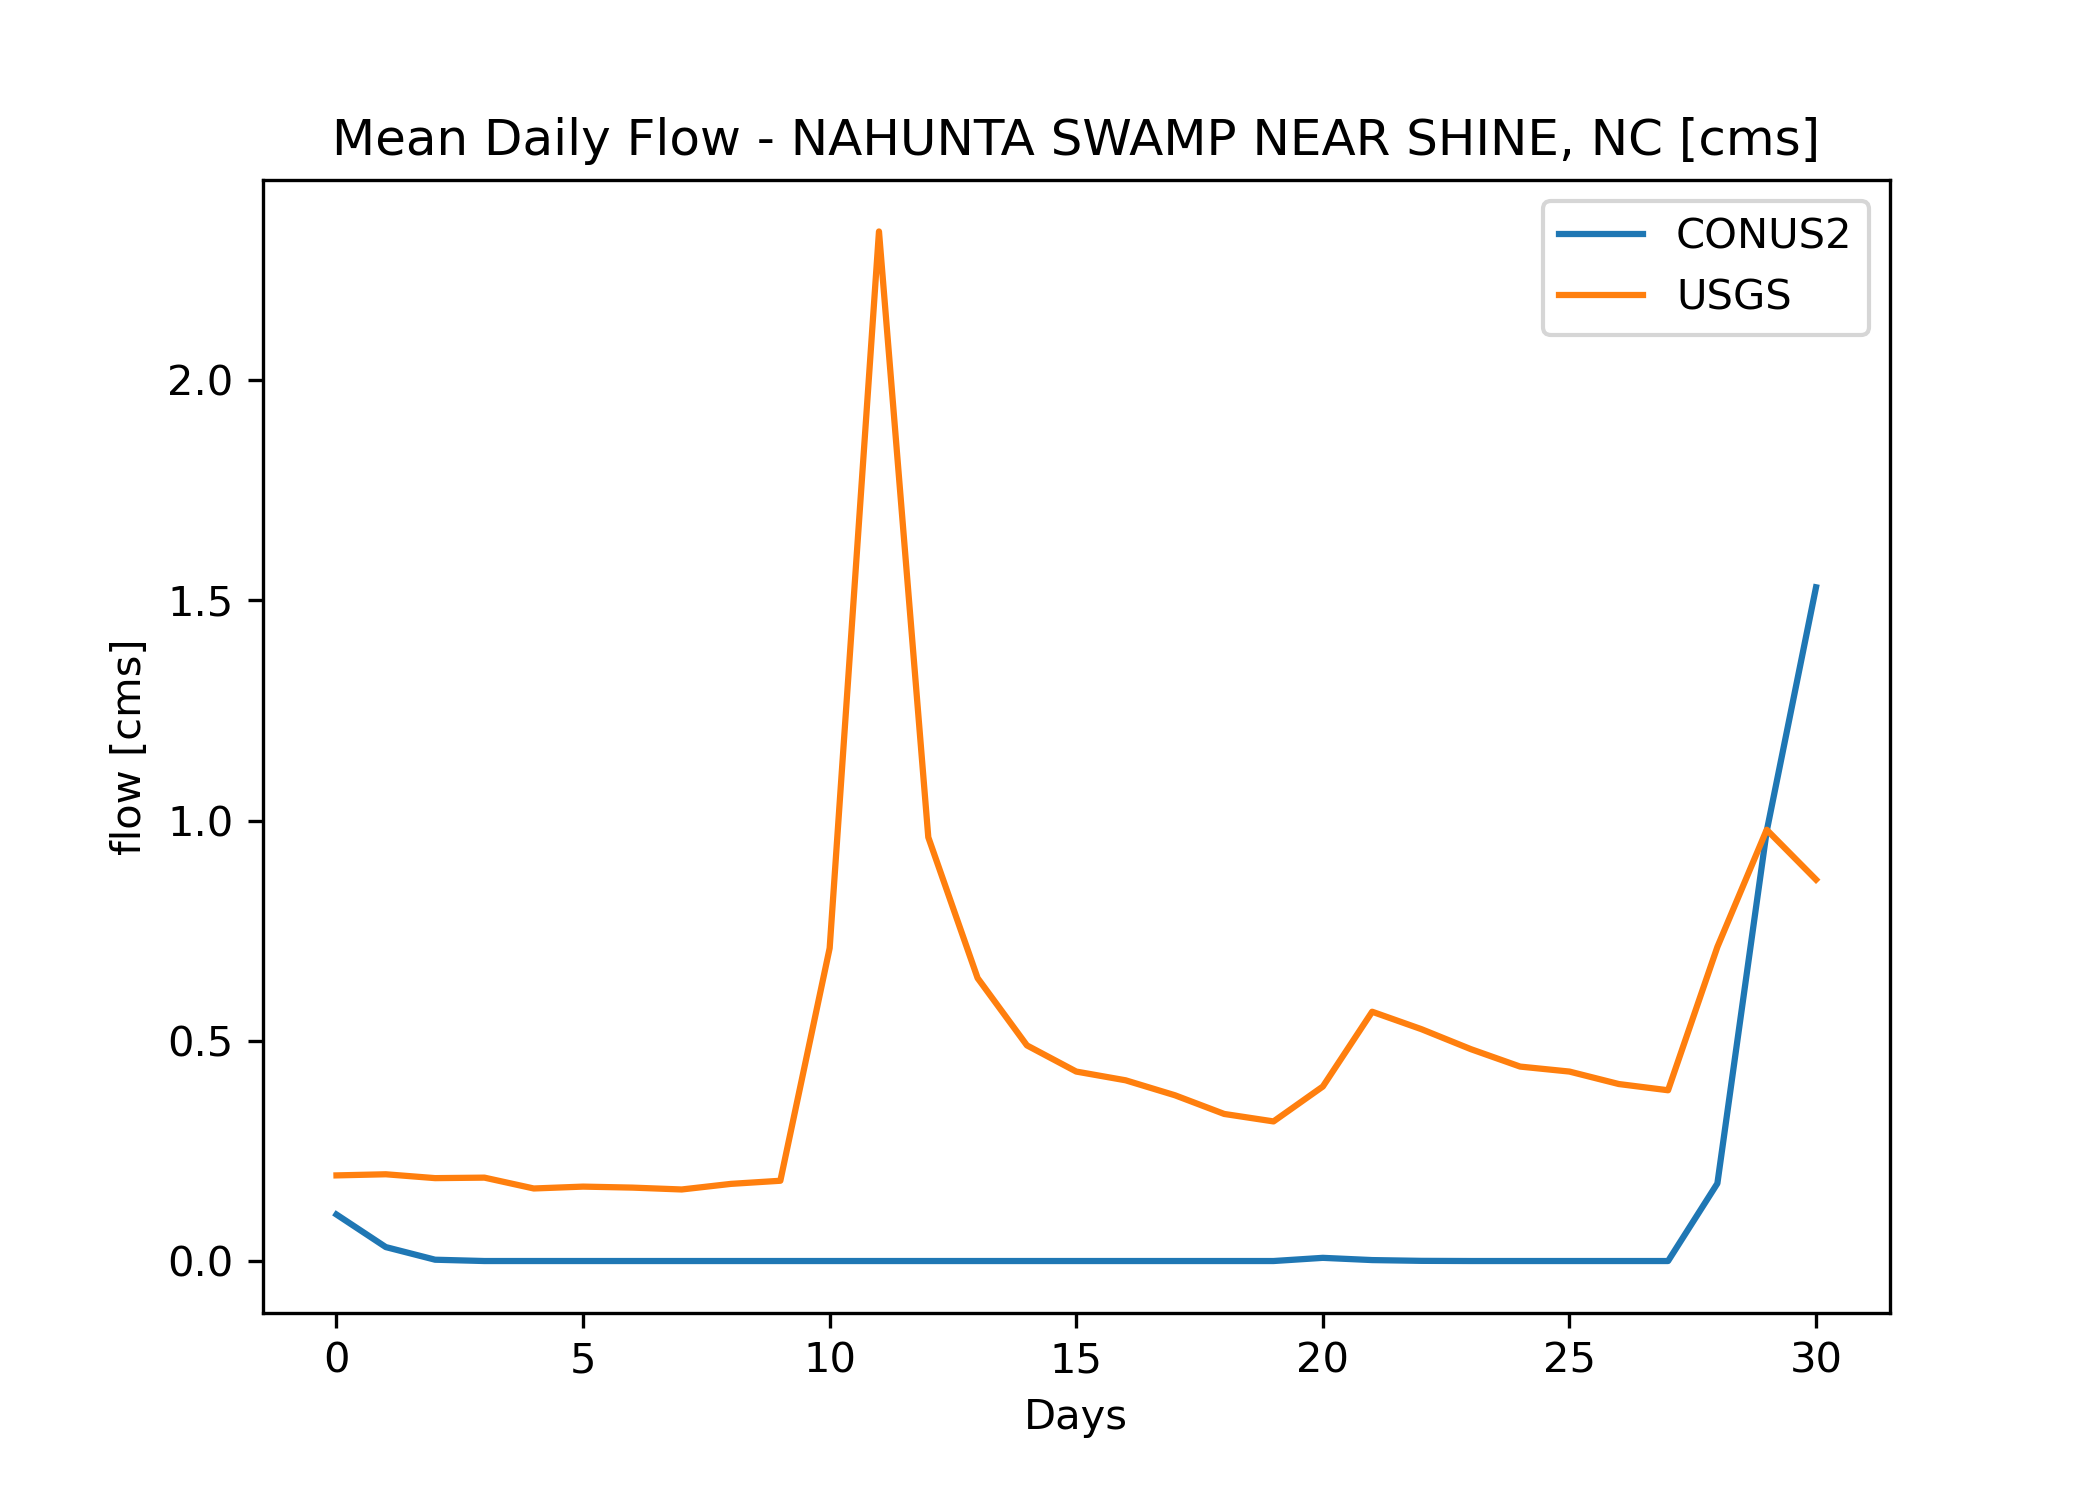 Mean Daily Flow - NAHUNTA SWAMP NEAR SHINE, NC [cms]
CONUS2
USGS
flow [cms]
2.0
1.5
1.0
0.5
0.0
0 5 10 15 20 25 30
Days